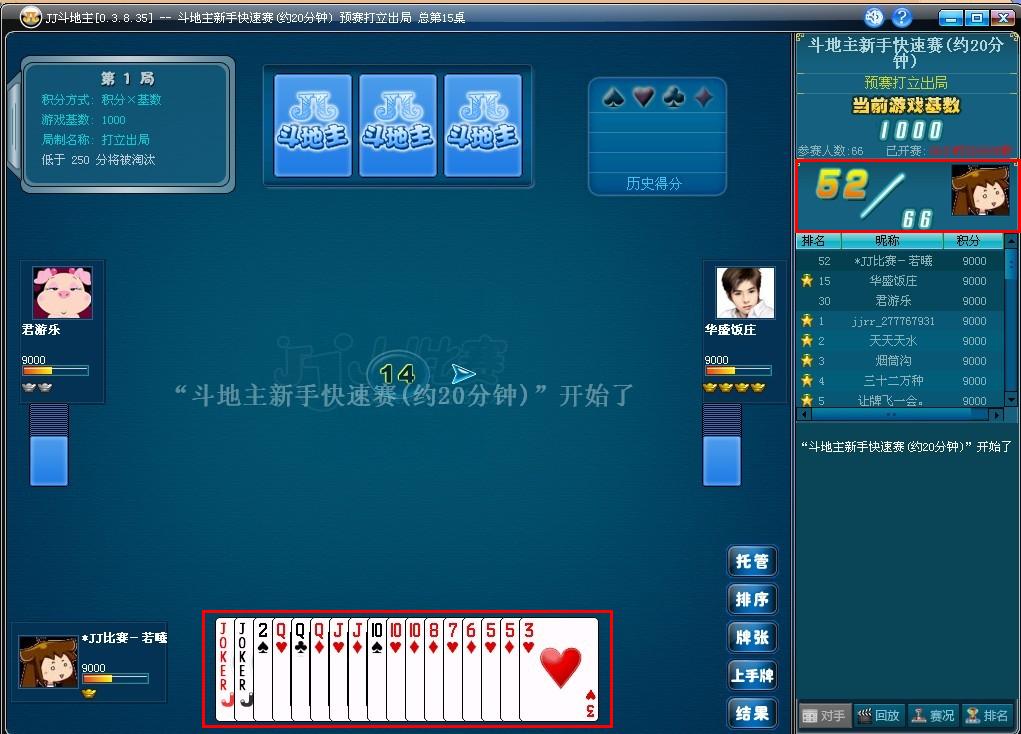 JJ斗地主[0.3.8.35] -- 斗地主新手快速赛(约20分钟) 预赛打立出局 总第15桌
第 1 局
积分方式: 积分×基数
游戏基数: 1000
局制名称: 打立出局
低于 250 分将被淘汰
JJ斗地主 JJ斗地主 JJ斗地主
历史得分
斗地主新手快速赛(约20分钟)
预赛打立出局
当前游戏基数
1000
参赛人数:66 已开赛:
52/66
排名 昵称 积分
52 *JJ比赛－若曦 9000
15 华盛饭庄 9000
30 君游乐 9000
1 jjrr_277767931 9000
2 天天天水 9000
3 烟筒沟 9000
4 三十二万种 9000
5 让牌飞一会。 9000
君游乐
9000
华盛饭庄
9000
JJ比赛
14
“斗地主新手快速赛(约20分钟)”开始了
“斗地主新手快速赛(约20分钟)”开始了
托管
排序
牌张
上手牌
结果
*JJ比赛－若曦
9000
JOKER JOKER 2 Q Q Q J J 10 10 10 8 7 6 5 5 3
3
对手 回放 赛况 排名